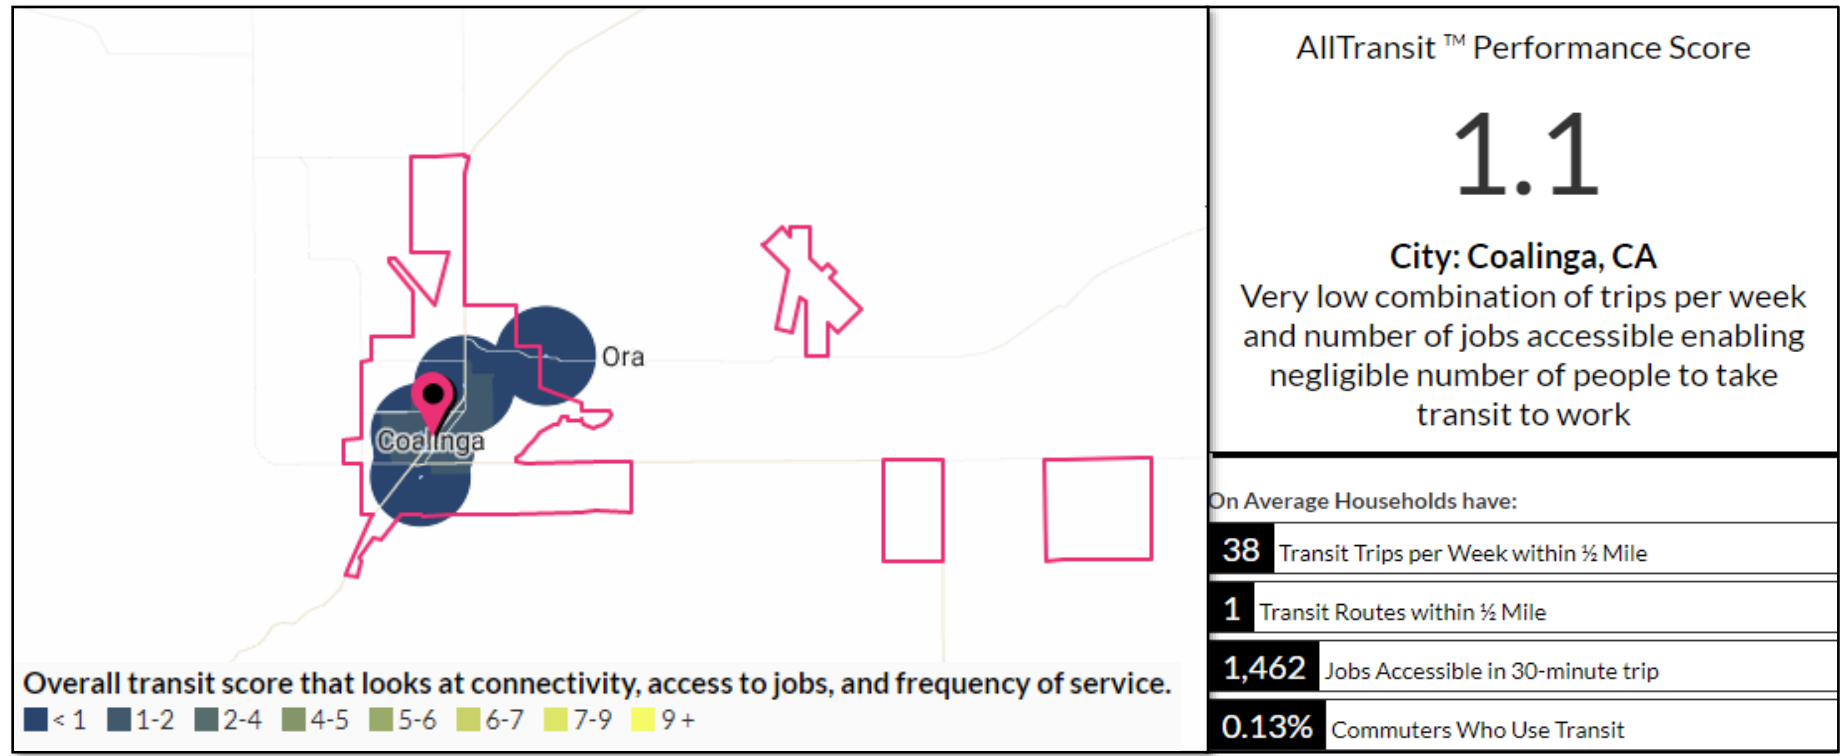 Ora
Coalinga
Overall transit score that looks at connectivity, access to jobs, and frequency of service.
< 1 1-2 2-4 4-5 5-6 6-7 7-9 9 +
AllTransit ™ Performance Score
1.1
City: Coalinga, CA
Very low combination of trips per week
and number of jobs accessible enabling
negligible number of people to take
transit to work
On Average Households have:
38 Transit Trips per Week within ½ Mile
1 Transit Routes within ½ Mile
1,462 Jobs Accessible in 30-minute trip
0.13% Commuters Who Use Transit